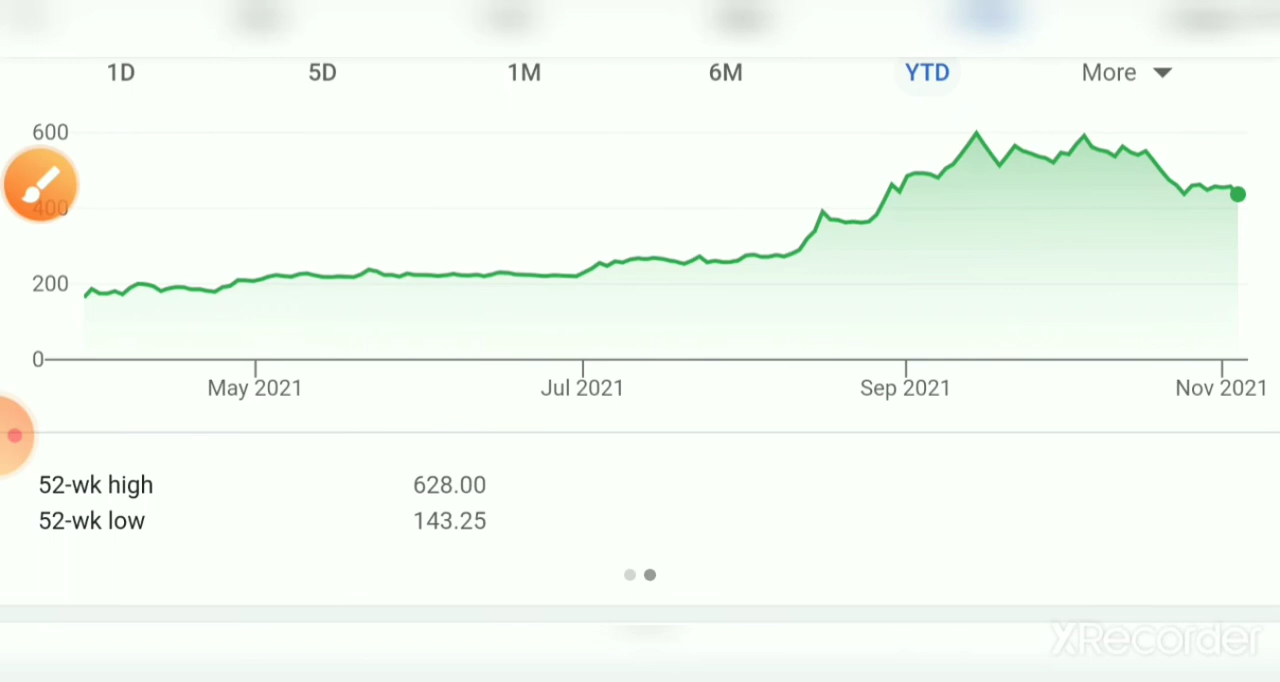 1D 5D 1M 6M YTD More
600
400
200
0
May 2021 Jul 2021 Sep 2021 Nov 2021
52-wk high 628.00
52-wk low 143.25
XRecorder